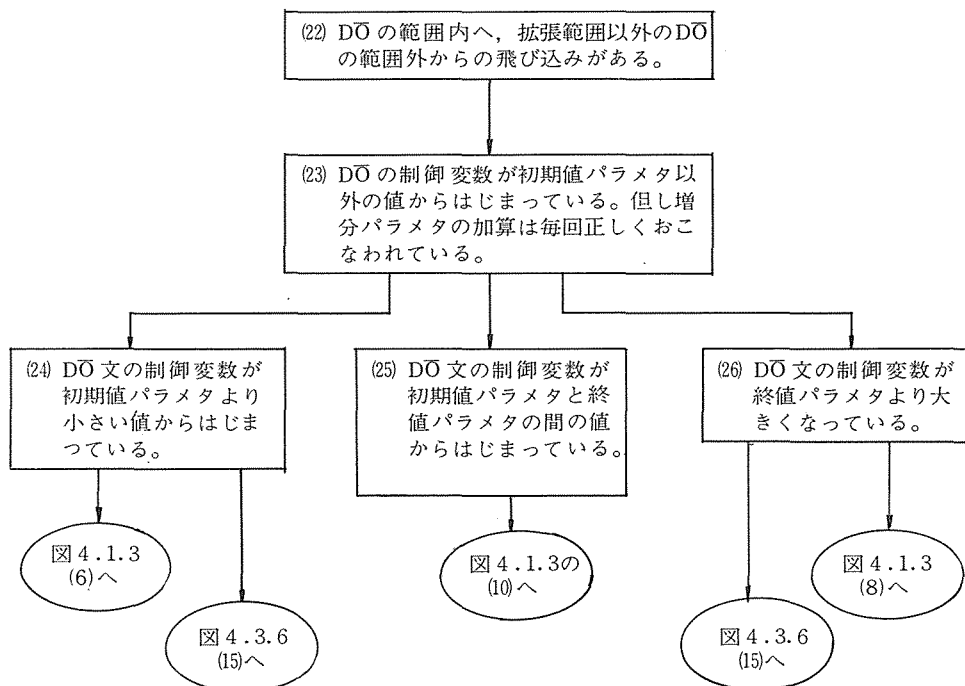 (22) DŌの範囲内へ，拡張範囲以外のDŌ
の範囲外からの飛び込みがある。
(23) DŌの制御変数が初期値パラメタ以
外の値からはじまっている。但し増
分パラメタの加算は毎回正しくおこ
なわれている。
(24) DŌ文の制御変数が
初期値パラメタより
小さい値からはじま
つている。
(25) DŌ文の制御変数が
初期値パラメタと終
値パラメタの間の値
からはじまっている。
(26) DŌ文の制御変数が
終値パラメタより大
きくなっている。
図4.1.3
(6)へ
図4.3.6
(15)へ
図4.1.3の
(10)へ
図4.3.6
(15)へ
図4.1.3
(8)へ